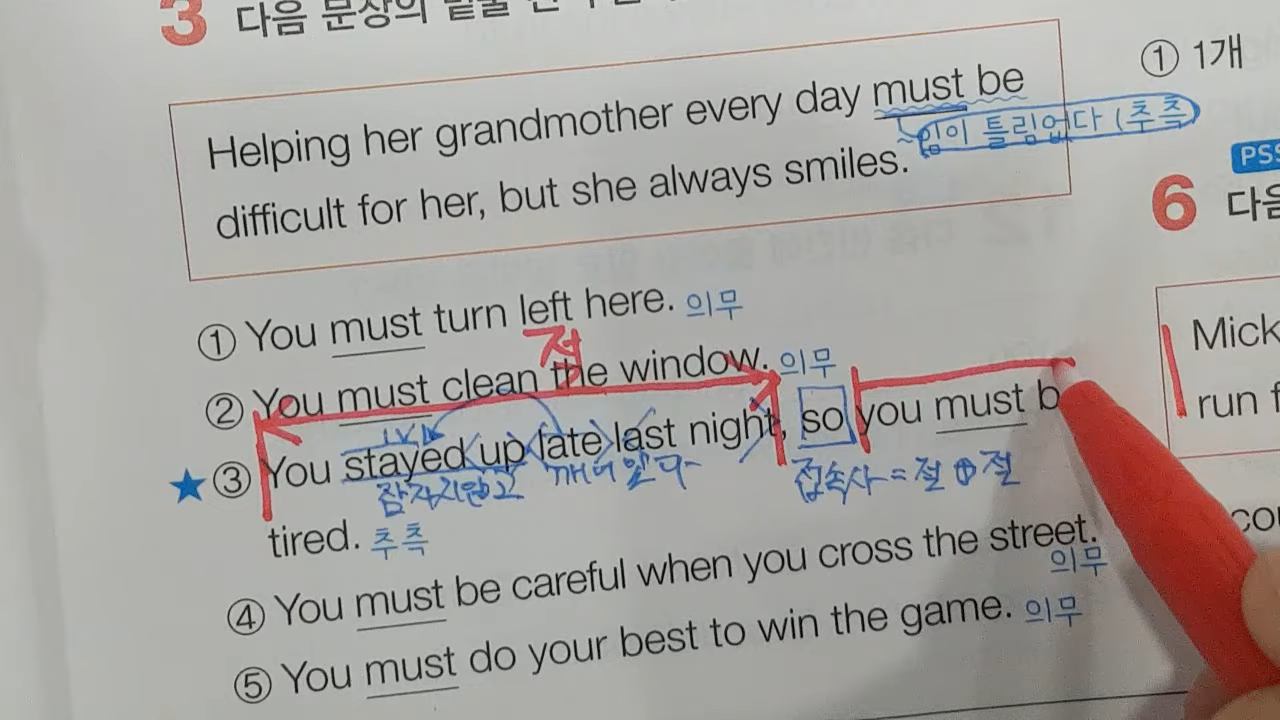 3 다음 문장의 밑줄
Helping her grandmother every day must be
임이 틀림없다 (추측)
difficult for her, but she always smiles.
① You must turn left here. 의무
절
② You must clean the window. 의무
★ ③ You stayed up late last night, so you must b
잠자지않고 깨어있다
접속사 = 절 ⊕ 절
tired. 추측
④ You must be careful when you cross the street.
의무
⑤ You must do your best to win the game. 의무
① 1개
PSS
6 다음
Mick
run f
co